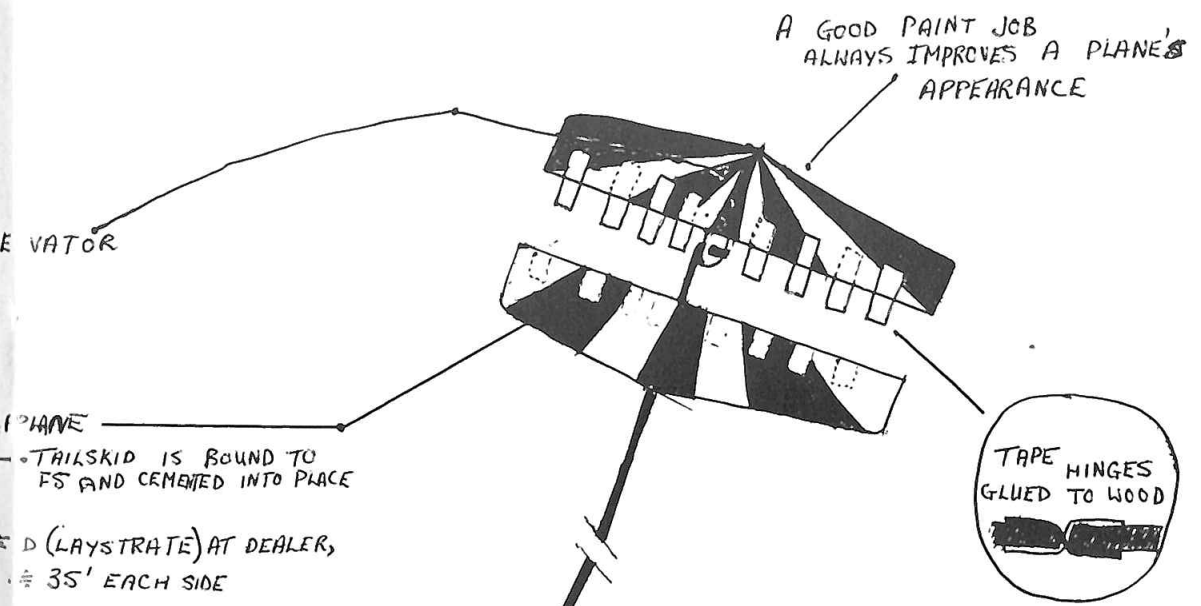 A GOOD PAINT JOB
ALWAYS IMPROVES A PLANE'S
APPEARANCE
E VATOR
PLANE
TAILSKID IS BOUND TO
FS AND CEMENTED INTO PLACE
D (LAYSTRATE) AT DEALER,
35' EACH SIDE
TAPE HINGES
GLUED TO WOOD